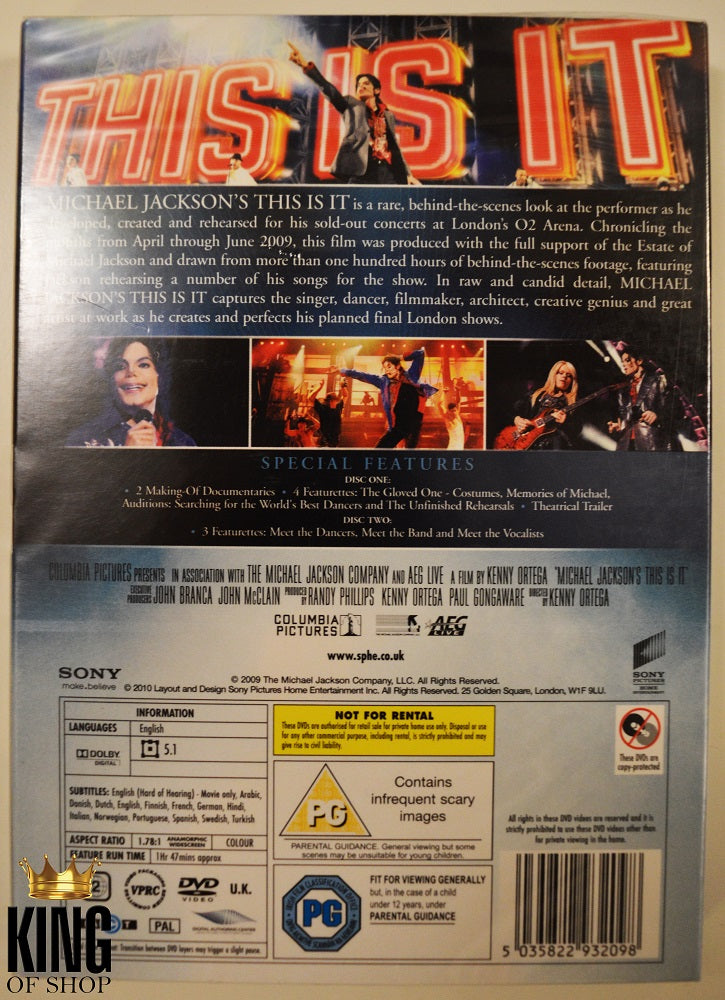 THIS IS IT
MICHAEL JACKSON'S THIS IS IT is a rare, behind-the-scenes look at the performer as he
developed, created and rehearsed for his sold-out concerts at London's O2 Arena. Chronicling the
months from April through June 2009, this film was produced with the full support of the Estate of
Michael Jackson and drawn from more than one hundred hours of behind-the-scenes footage, featuring
Jackson rehearsing a number of his songs for the show. In raw and candid detail, MICHAEL
JACKSON'S THIS IS IT captures the singer, dancer, filmmaker, architect, creative genius and great
artist at work as he creates and perfects his planned final London shows.
SPECIAL FEATURES
DISC ONE:
• 2 Making-Of Documentaries • 4 Featurettes: The Gloved One - Costumes, Memories of Michael,
Auditions: Searching for the World's Best Dancers and The Unfinished Rehearsals • Theatrical Trailer
DISC TWO:
• 3 Featurettes: Meet the Dancers, Meet the Band and Meet the Vocalists
COLUMBIA PICTURES PRESENTS IN ASSOCIATION WITH THE MICHAEL JACKSON COMPANY AND AEG LIVE A FILM BY KENNY ORTEGA "MICHAEL JACKSON'S THIS IS IT"
EXECUTIVE PRODUCERS JOHN BRANCA JOHN McCLAIN PRODUCED BY RANDY PHILLIPS KENNY ORTEGA PAUL GONGAWARE DIRECTED BY KENNY ORTEGA
COLUMBIA PICTURES AEG
www.sphe.co.uk
SONY
make.believe
SONY PICTURES HOME ENTERTAINMENT
© 2009 The Michael Jackson Company, LLC. All Rights Reserved.
© 2010 Layout and Design Sony Pictures Home Entertainment Inc. All Rights Reserved. 25 Golden Square, London, W1F 9LU.
INFORMATION
LANGUAGES English
DOLBY DIGITAL 5.1
SUBTITLES: English (Hard of Hearing) - Movie only, Arabic,
Danish, Dutch, English, Finnish, French, German, Hindi,
Italian, Norwegian, Portuguese, Spanish, Swedish, Turkish
ASPECT RATIO 1.78:1 ANAMORPHIC WIDESCREEN COLOUR
FEATURE RUN TIME 1Hr 47mins approx
2 VPRC DVD VIDEO U.K.
PAL DIGITAL AUTHORING CENTER
Transition between DVD layers may trigger a slight pause.
NOT FOR RENTAL
These DVDs are authorised for retail sale for private home use only. Disposal or use
for any other commercial purpose, including rental, is strictly prohibited and may
give rise to civil liability.
PG
Contains
infrequent scary
images
PARENTAL GUIDANCE. General viewing but some
scenes may be unsuitable for young children.
PG
FIT FOR VIEWING GENERALLY
but, in the case of a child
under 12 years, under
PARENTAL GUIDANCE
These DVDs are
copy-protected
All rights in these DVD videos are reserved and it is
strictly prohibited to use these DVD videos other than
for private viewing in the home.
5 035822 932098
KING
OF SHOP